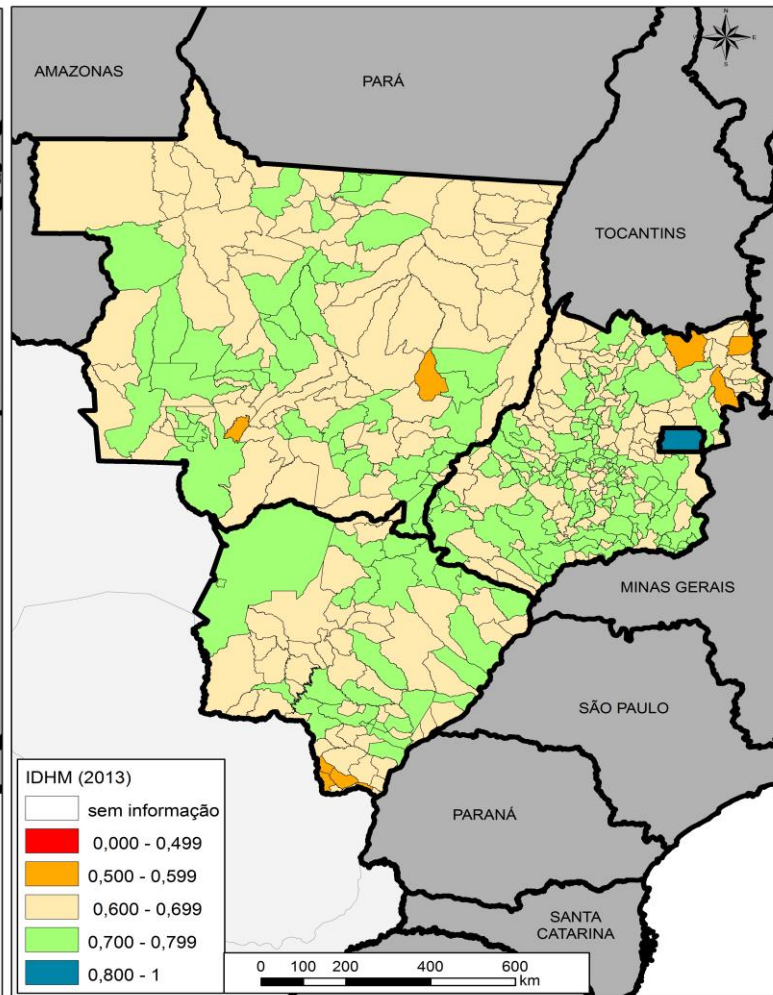 N
W E
S
AMAZONAS
PARÁ
TOCANTINS
MINAS GERAIS
SÃO PAULO
PARANÁ
SANTA
CATARINA
IDHM (2013)
sem informação
0,000 - 0,499
0,500 - 0,599
0,600 - 0,699
0,700 - 0,799
0,800 - 1
0 100 200 400 600
km